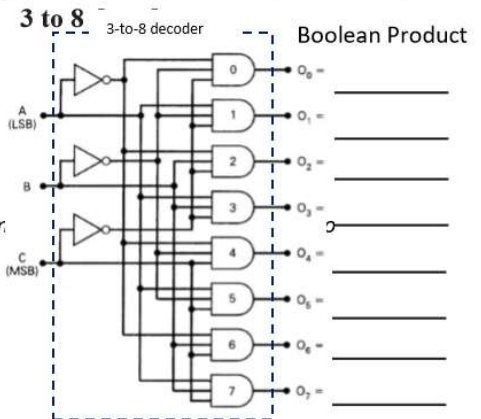 3 to 8
3-to-8 decoder
Boolean Product
0
O₀ =
A
(LSB)
1
O₁ =
2
O₂ =
B
3
O₃ =
C
(MSB)
4
O₄ =
5
O₅ =
6
O₆ =
7
O₇ =